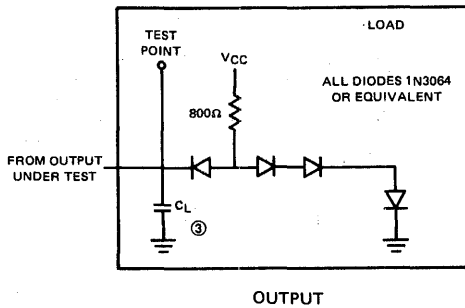 TEST
POINT
LOAD
VCC
ALL DIODES 1N3064
OR EQUIVALENT
800Ω
FROM OUTPUT
UNDER TEST
CL
③
OUTPUT